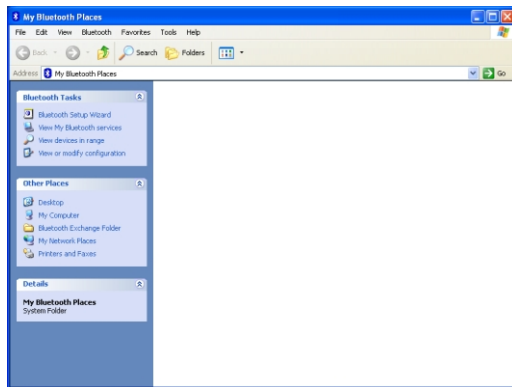 My Bluetooth Places
File Edit View Bluetooth Favorites Tools Help
Back Search Folders
Address My Bluetooth Places Go
Bluetooth Tasks
Bluetooth Setup Wizard
View My Bluetooth services
View devices in range
View or modify configuration
Other Places
Desktop
My Computer
Bluetooth Exchange Folder
My Network Places
Printers and Faxes
Details
My Bluetooth Places
System Folder